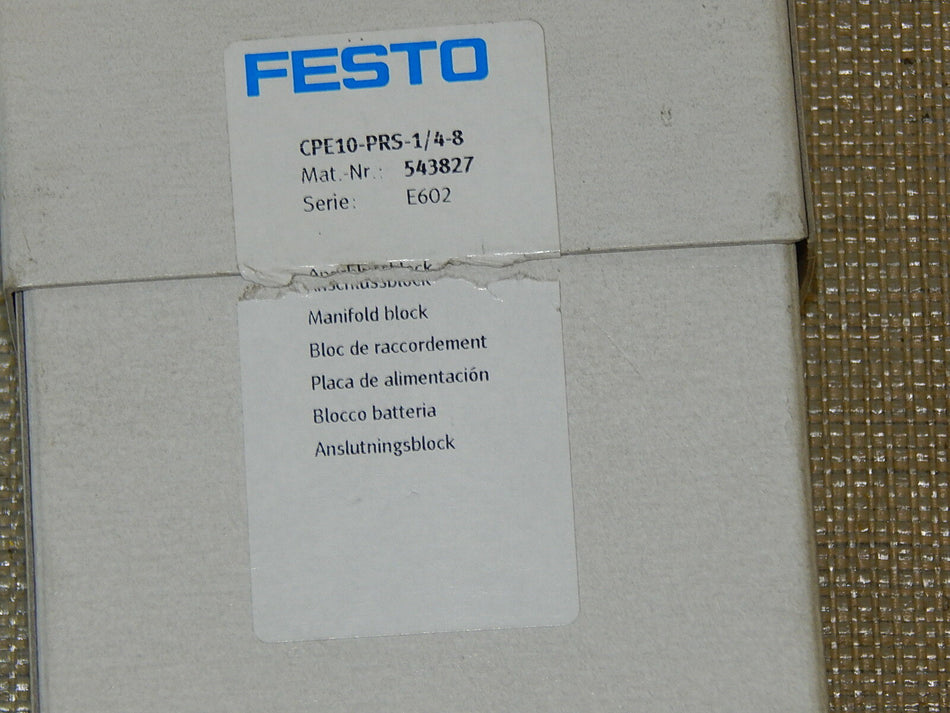 FESTO
CPE10-PRS-1/4-8
Mat.-Nr.: 543827
Serie: E602
Anschlussblock
Manifold block
Bloc de raccordement
Placa de alimentación
Blocco batteria
Anslutningsblock